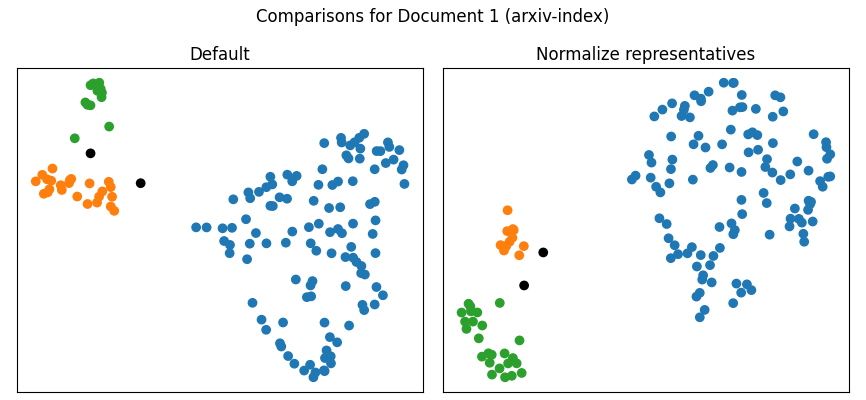 Comparisons for Document 1 (arxiv-index)
Default
Normalize representatives